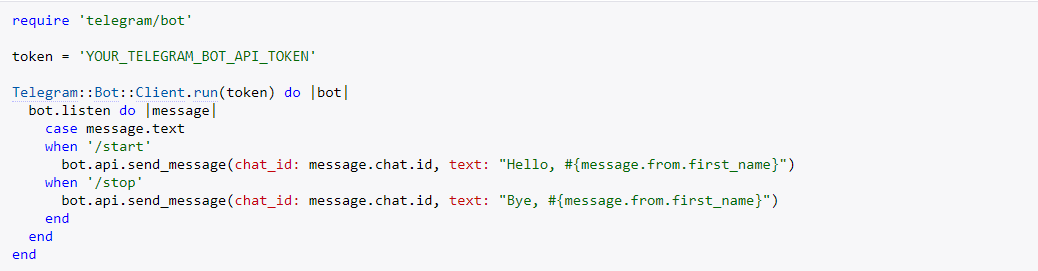 require 'telegram/bot'

token = 'YOUR_TELEGRAM_BOT_API_TOKEN'

Telegram::Bot::Client.run(token) do |bot|
  bot.listen do |message|
    case message.text
    when '/start'
      bot.api.send_message(chat_id: message.chat.id, text: "Hello, #{message.from.first_name}")
    when '/stop'
      bot.api.send_message(chat_id: message.chat.id, text: "Bye, #{message.from.first_name}")
    end
  end
end